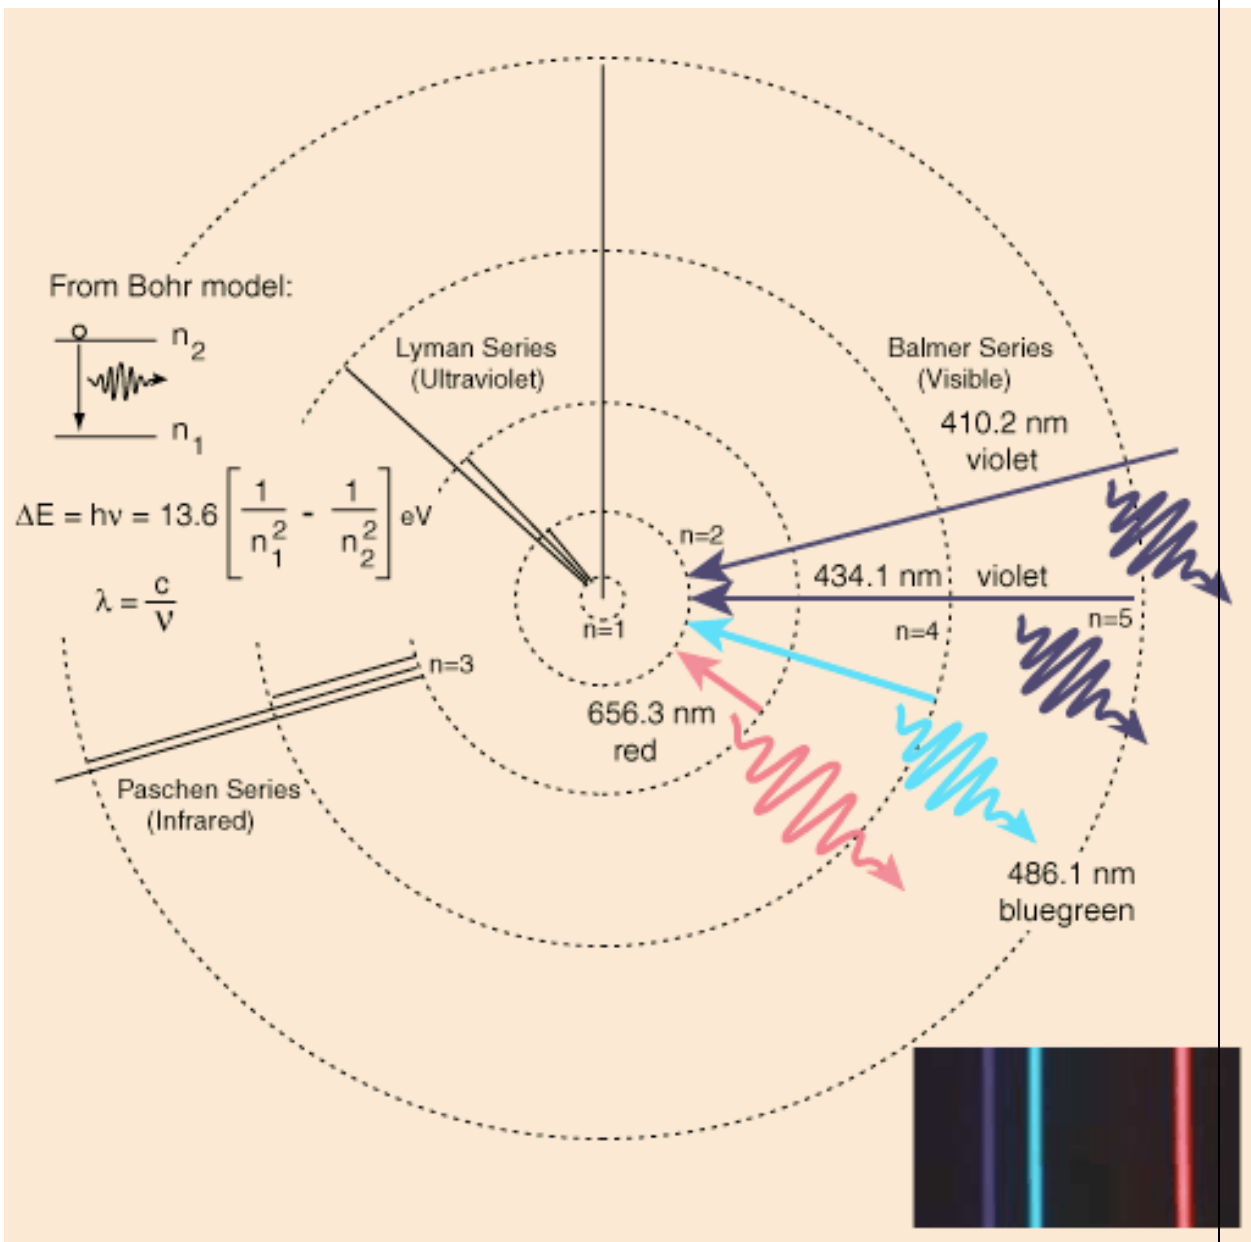 From Bohr model:
n₂
n₁
ΔE = hν = 13.6 [ 1/n₁² - 1/n₂² ] eV
λ = c/ν
Lyman Series
(Ultraviolet)
Balmer Series
(Visible)
410.2 nm
violet
n=2
434.1 nm violet
n=1
n=4
n=5
n=3
656.3 nm
red
Paschen Series
(Infrared)
486.1 nm
bluegreen